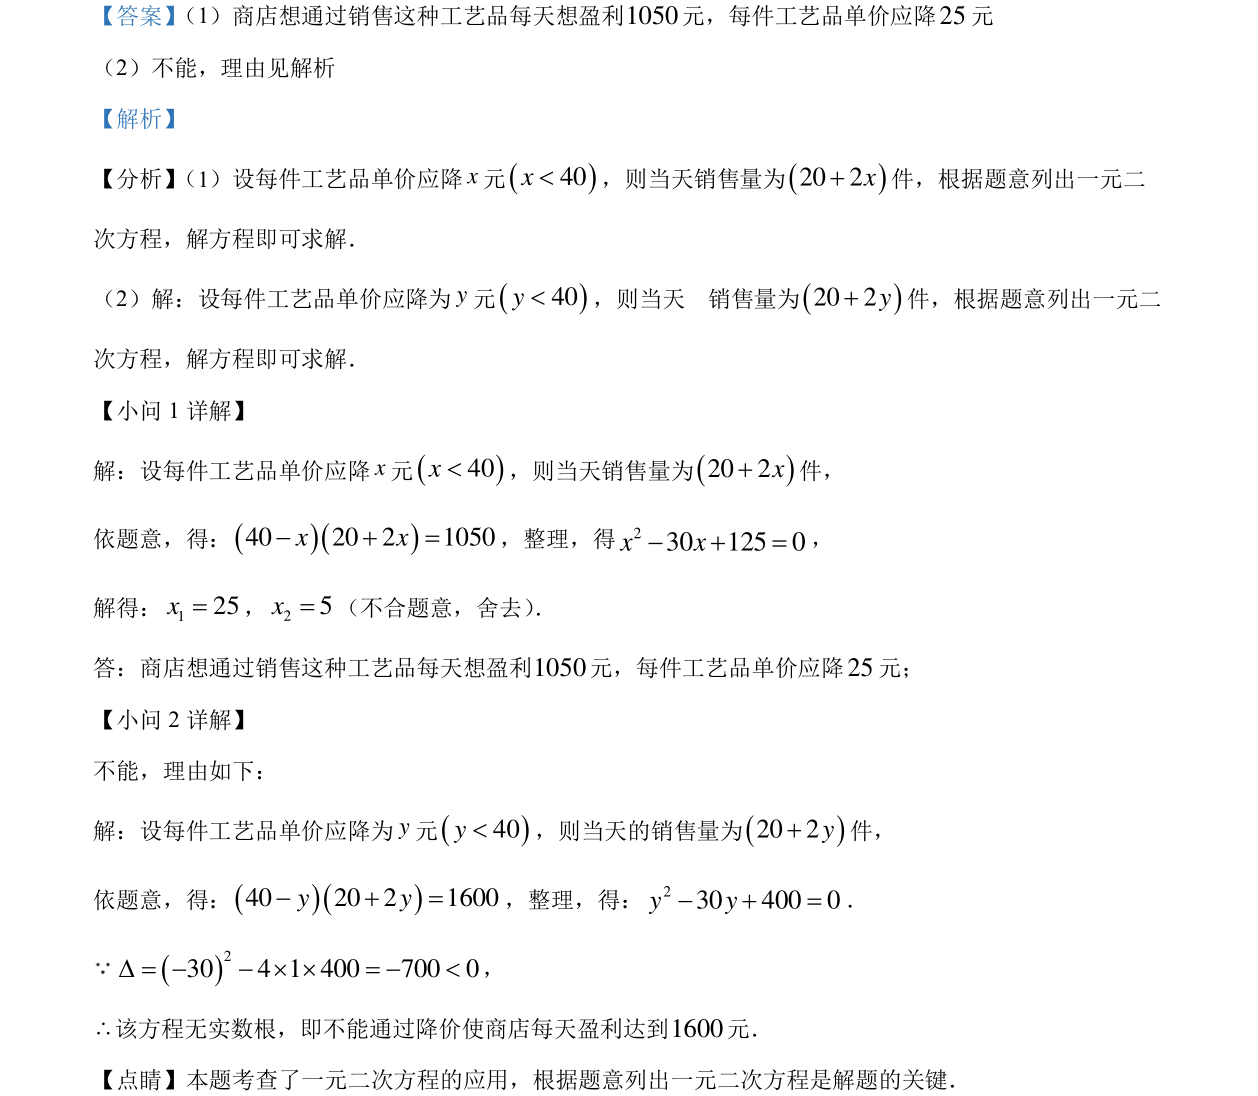 【答案】（1）商店想通过销售这种工艺品每天想盈利1050元，每件工艺品单价应降25元
（2）不能，理由见解析
【解析】
【分析】（1）设每件工艺品单价应降x元(x<40)，则当天销售量为(20+2x)件，根据题意列出一元二
次方程，解方程即可求解．
（2）解：设每件工艺品单价应降为y元(y<40)，则当天　销售量为(20+2y)件，根据题意列出一元二
次方程，解方程即可求解．
【小问1详解】
解：设每件工艺品单价应降x元(x<40)，则当天销售量为(20+2x)件，
依题意，得：(40−x)(20+2x)=1050，整理，得x²−30x+125=0，
解得：x₁=25，x₂=5（不合题意，舍去）．
答：商店想通过销售这种工艺品每天想盈利1050元，每件工艺品单价应降25元；
【小问2详解】
不能，理由如下：
解：设每件工艺品单价应降为y元(y<40)，则当天的销售量为(20+2y)件，
依题意，得：(40−y)(20+2y)=1600，整理，得：y²−30y+400=0．
∵Δ=(−30)²−4×1×400=−700<0，
∴该方程无实数根，即不能通过降价使商店每天盈利达到1600元．
【点睛】本题考查了一元二次方程的应用，根据题意列出一元二次方程是解题的关键．